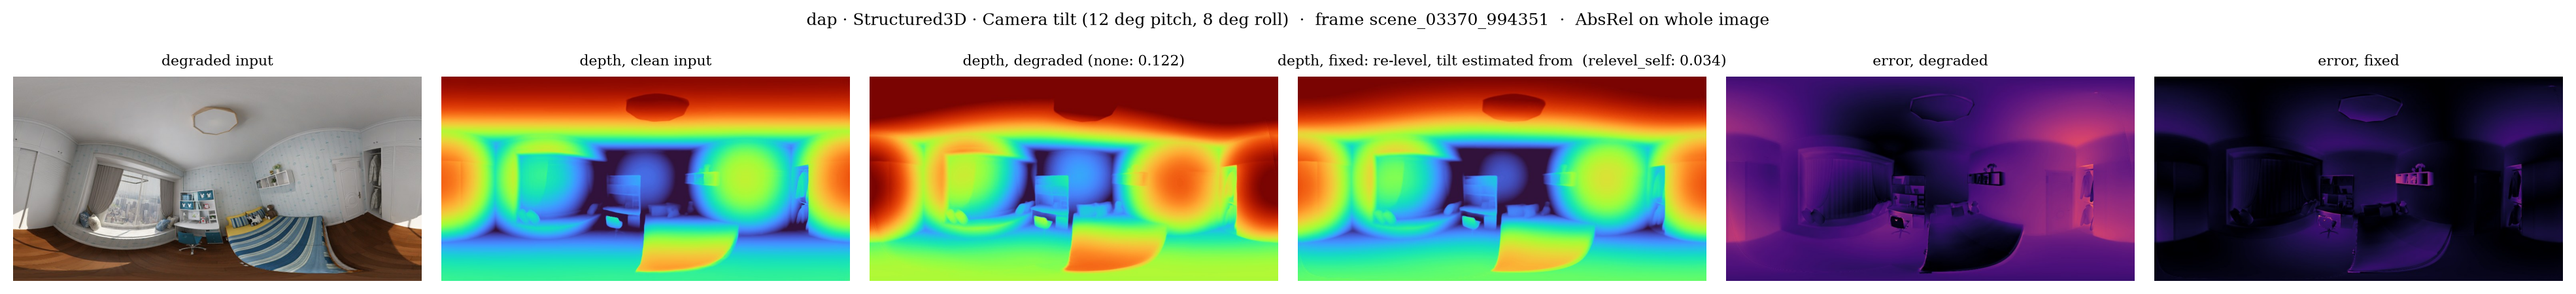 dap · Structured3D · Camera tilt (12 deg pitch, 8 deg roll) · frame scene_03370_994351 · AbsRel on whole image
degraded input
depth, clean input
depth, degraded (none: 0.122)
depth, fixed: re-level, tilt estimated from (relevel_self: 0.034)
error, degraded
error, fixed